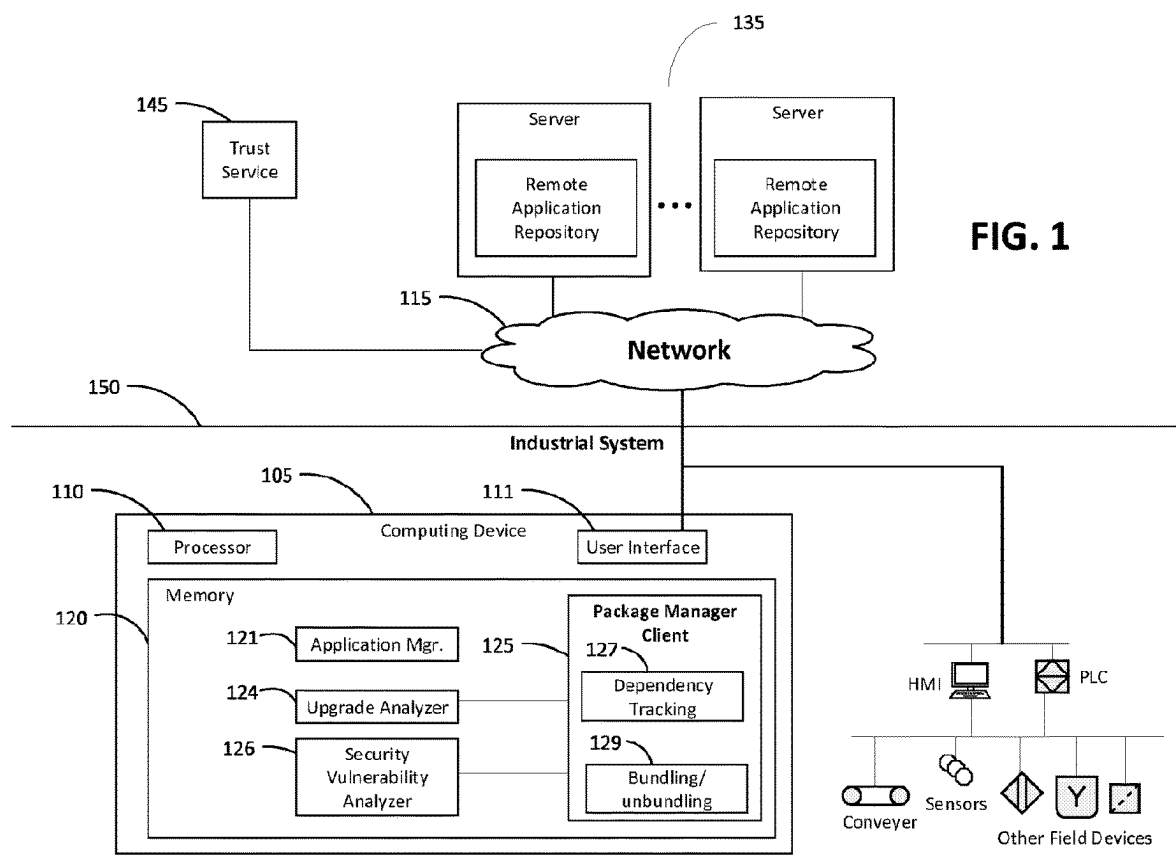 135
145
Trust
Service
Server
Remote
Application
Repository
Server
Remote
Application
Repository
FIG. 1
115
Network
150
Industrial System
105
110
111
Computing Device
Processor
User Interface
Memory
120
Package Manager
Client
121
Application Mgr.
125
127
Dependency
Tracking
124
Upgrade Analyzer
126
Security
Vulnerability
Analyzer
129
Bundling/
unbundling
HMI
PLC
Conveyer
Sensors
Y
Other Field Devices